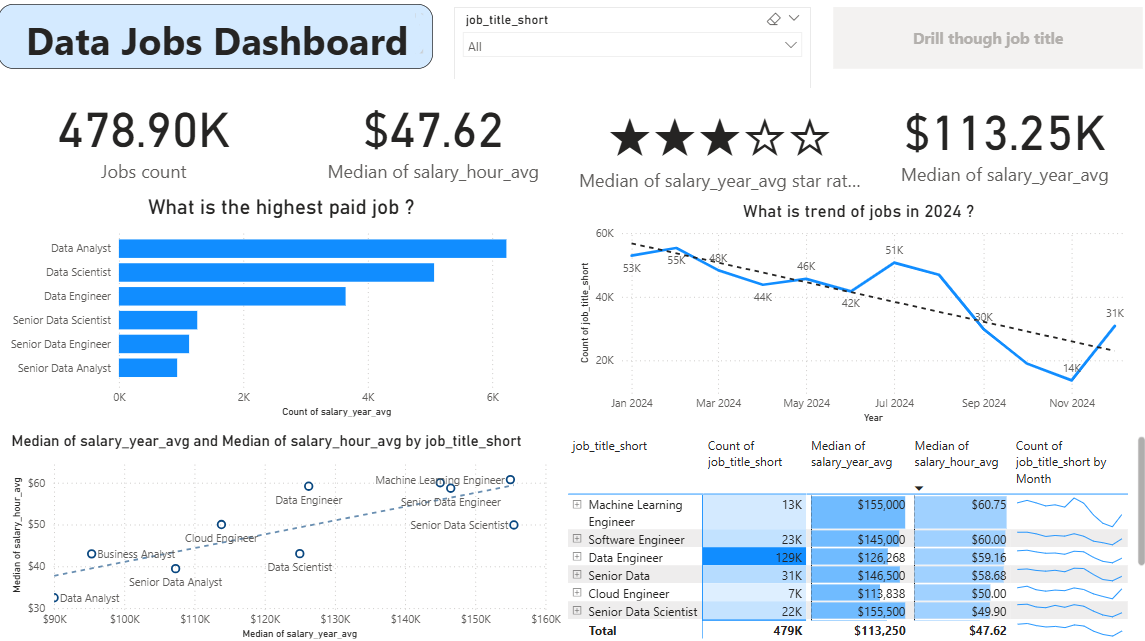 Data Jobs Dashboard
job_title_short
All
Drill though job title
478.90K
Jobs count
$47.62
Median of salary_hour_avg
Median of salary_year_avg star rat...
$113.25K
Median of salary_year_avg
What is the highest paid job ?
Data Analyst
Data Scientist
Data Engineer
Senior Data Scientist
Senior Data Engineer
Senior Data Analyst
0K 2K 4K 6K
Count of salary_year_avg
What is trend of jobs in 2024 ?
Count of job_title_short
60K
40K
20K
53K 55K 48K 44K 46K 42K 51K 30K 14K 31K
Jan 2024 Mar 2024 May 2024 Jul 2024 Sep 2024 Nov 2024
Year
Median of salary_year_avg and Median of salary_hour_avg by job_title_short
Median of salary_hour_avg
$60
$50
$40
$30
Machine Learning Engineer
Data Engineer
Senior Data Engineer
Senior Data Scientist
Cloud Engineer
Business Analyst
Data Scientist
Senior Data Analyst
Data Analyst
$90K $100K $110K $120K $130K $140K $150K $160K
Median of salary_year_avg
job_title_short
Count of
job_title_short
Median of
salary_year_avg
Median of
salary_hour_avg
Count of
job_title_short by
Month
Machine Learning
Engineer
13K $155,000 $60.75
Software Engineer 23K $145,000 $60.00
Data Engineer 129K $126,268 $59.16
Senior Data 31K $146,500 $58.68
Cloud Engineer 7K $113,838 $50.00
Senior Data Scientist 22K $155,500 $49.90
Total 479K $113,250 $47.62